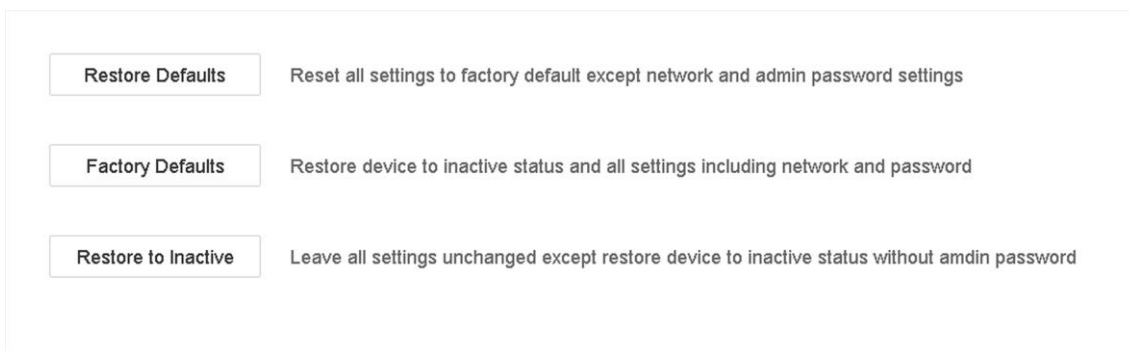 Restore Defaults Reset all settings to factory default except network and admin password settings
Factory Defaults Restore device to inactive status and all settings including network and password
Restore to Inactive Leave all settings unchanged except restore device to inactive status without amdin password